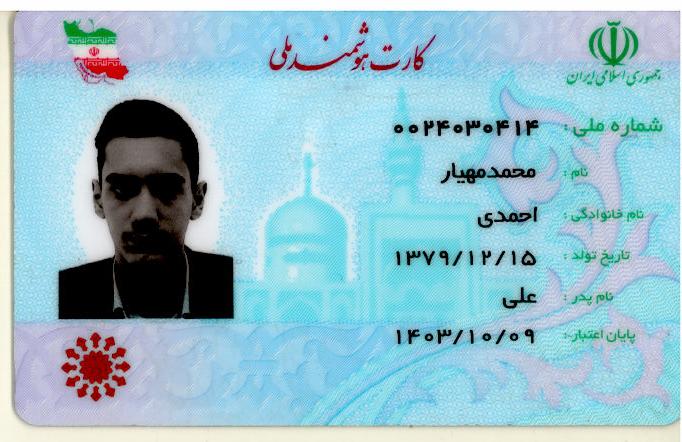 کارت هوشمند ملی
جمهوری اسلامی ایران
شماره ملی: ۰۰۲۴۰۳۰۴۱۴
نام: محمدمهیار
نام خانوادگی: احمدی
تاریخ تولد: ۱۳۷۹/۱۲/۱۵
نام پدر: علی
پایان اعتبار: ۱۴۰۳/۱۰/۰۹